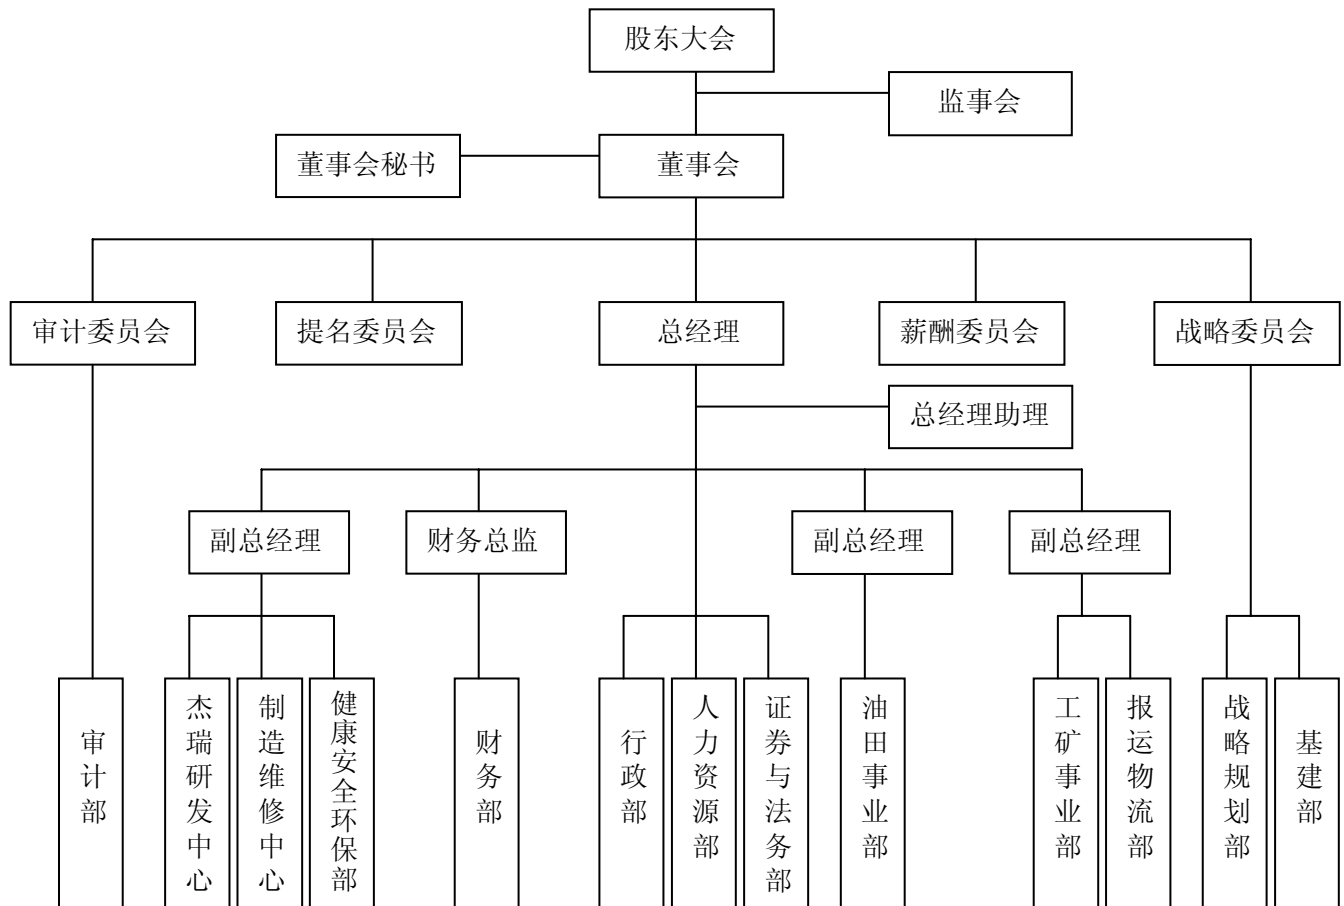 股东大会
监事会
董事会秘书
董事会
审计委员会
提名委员会
总经理
薪酬委员会
战略委员会
总经理助理
副总经理
财务总监
副总经理
副总经理
审计部
杰瑞研发中心
制造维修中心
健康安全环保部
财务部
行政部
人力资源部
证券与法务部
油田事业部
工矿事业部
报运物流部
战略规划部
基建部